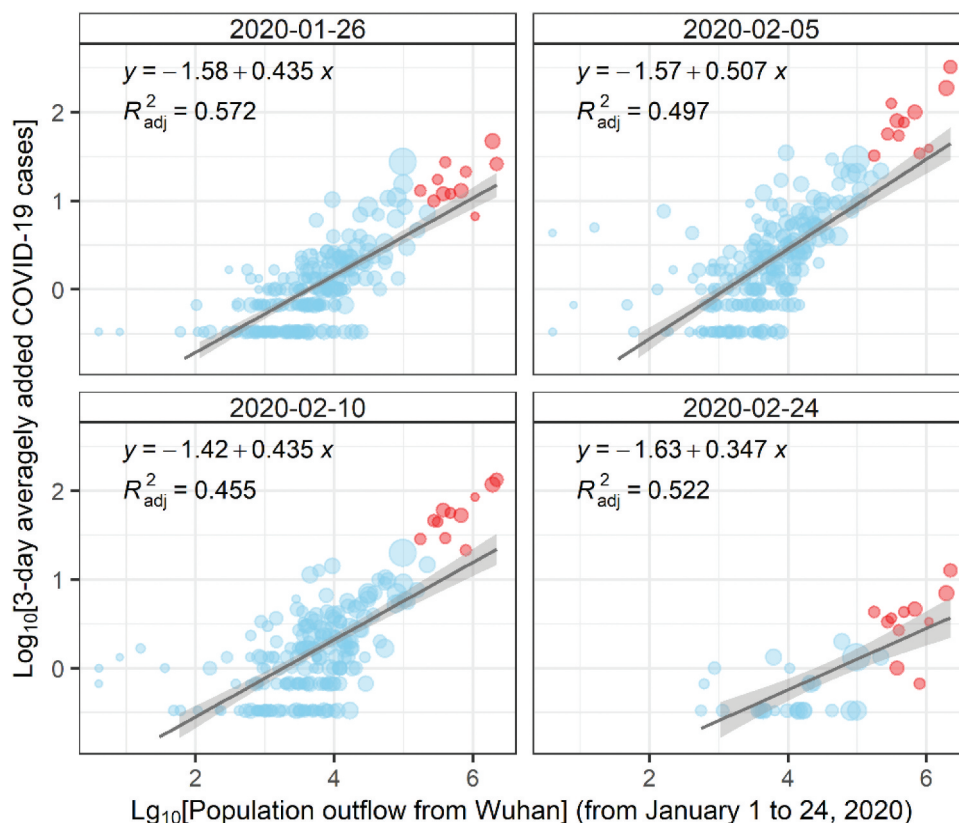 2020-01-26
2020-02-05
y = −1.58 + 0.435 x
R²adj = 0.572
y = −1.57 + 0.507 x
R²adj = 0.497
2
1
0
2020-02-10
2020-02-24
y = −1.42 + 0.435 x
R²adj = 0.455
y = −1.63 + 0.347 x
R²adj = 0.522
2
1
0
2 4 6 2 4 6
Log₁₀[3-day averagely added COVID-19 cases]
Lg₁₀[Population outflow from Wuhan] (from January 1 to 24, 2020)